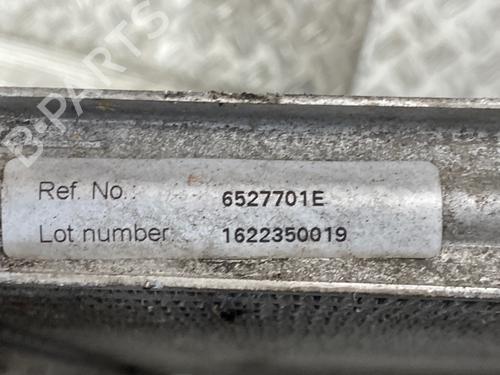 B-PARTS
Ref. No.: 6527701E
Lot number: 1622350019